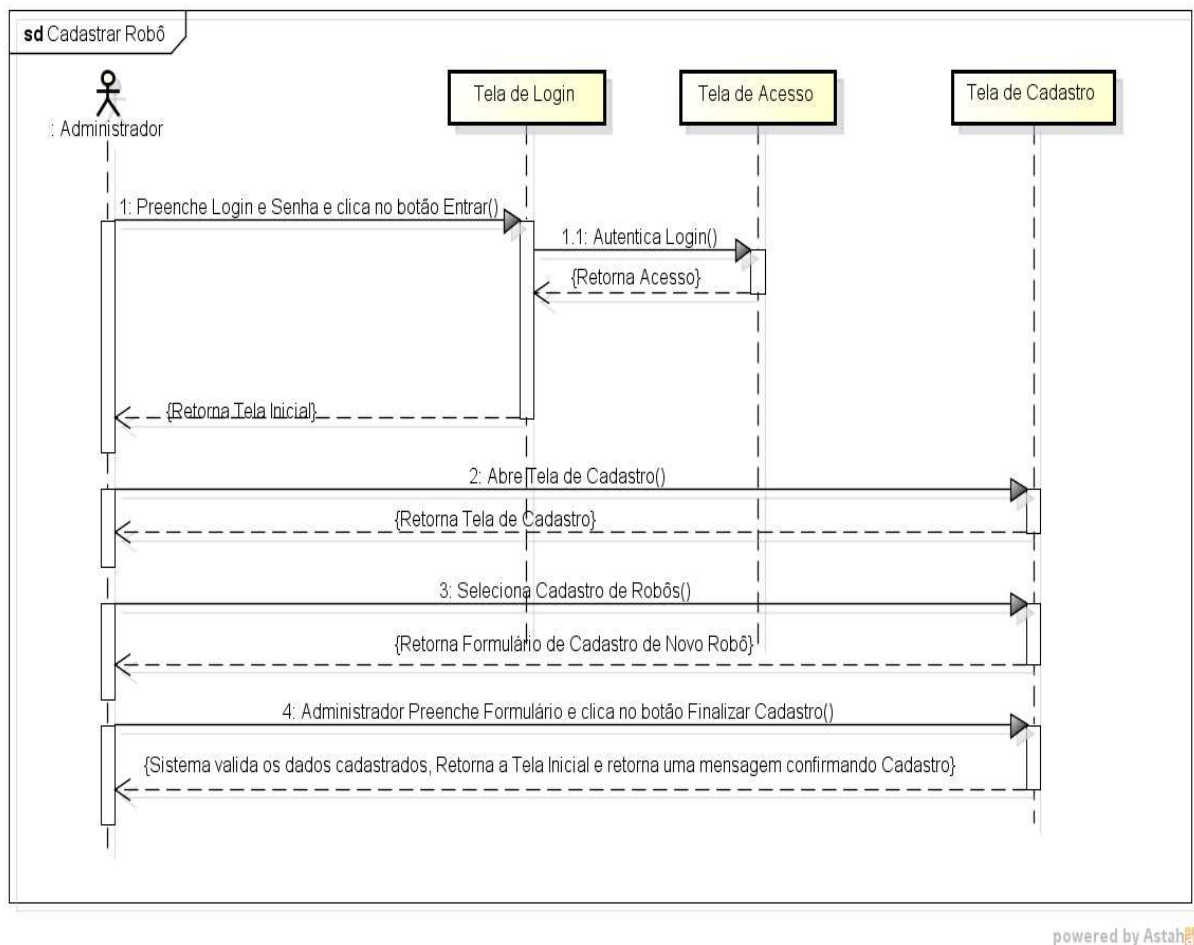 sd Cadastrar Robô
: Administrador
Tela de Login
Tela de Acesso
Tela de Cadastro
1: Preenche Login e Senha e clica no botão Entrar()
1.1: Autentica Login()
{Retorna Acesso}
{Retorna Tela Inicial}
2: Abre Tela de Cadastro()
{Retorna Tela de Cadastro}
3: Seleciona Cadastro de Robôs()
{Retorna Formulário de Cadastro de Novo Robô}
4: Administrador Preenche Formulário e clica no botão Finalizar Cadastro()
{Sistema valida os dados cadastrados, Retorna a Tela Inicial e retorna uma mensagem confirmando Cadastro}
powered by Astah